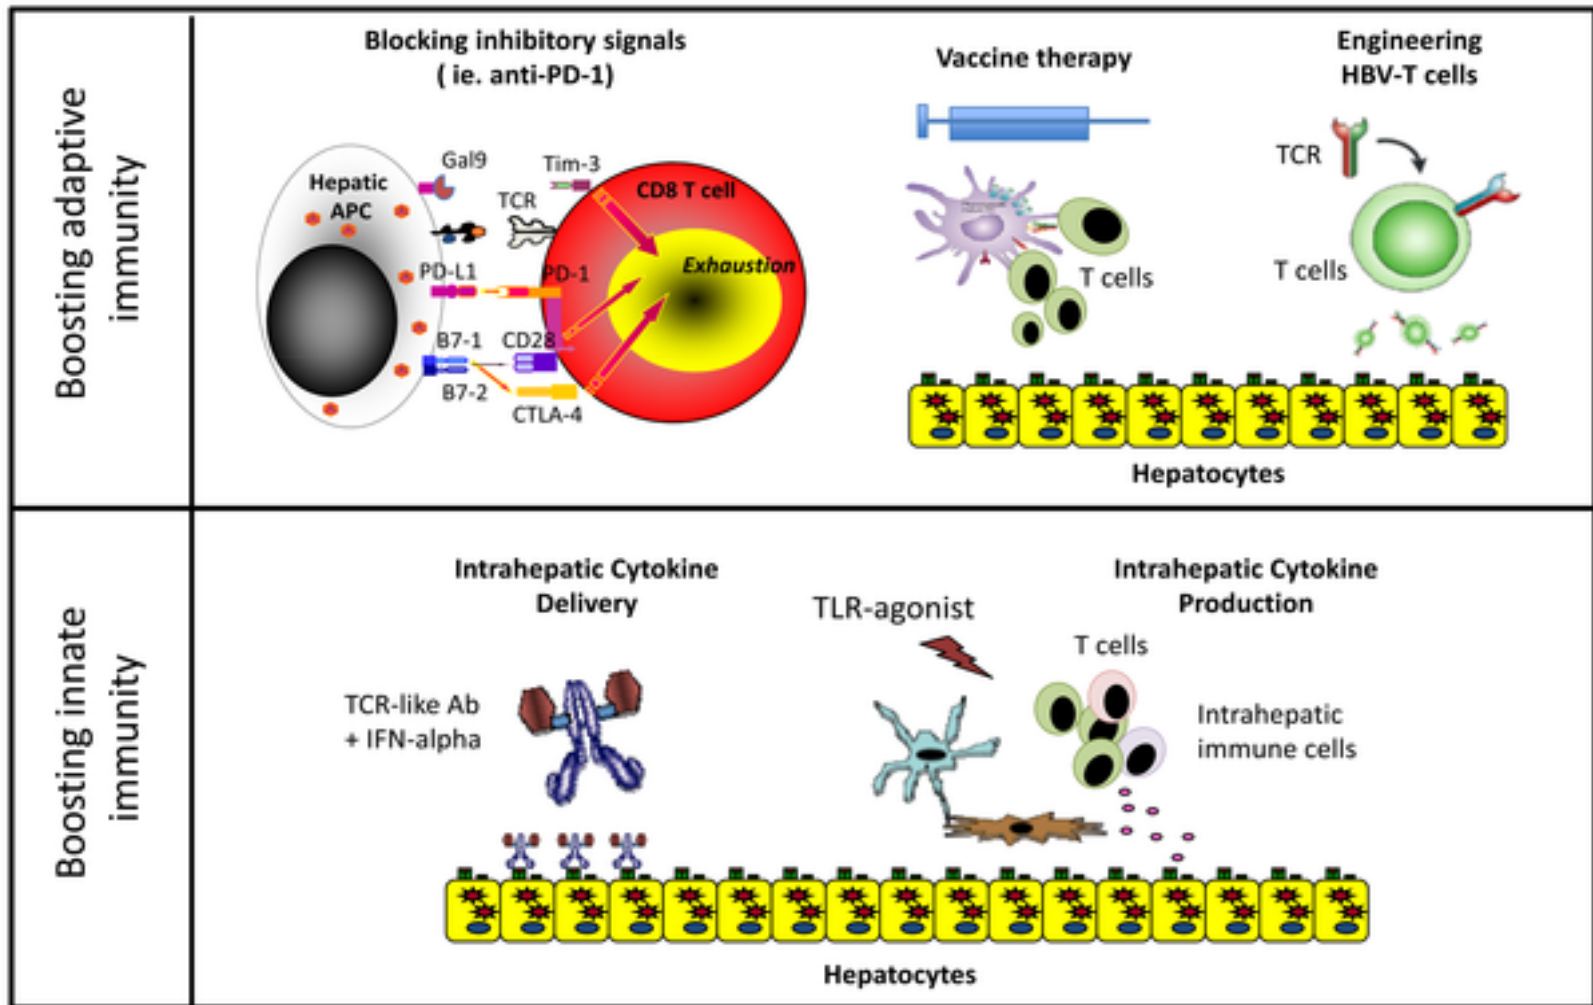 Boosting adaptive
immunity
Blocking inhibitory signals
( ie. anti-PD-1)
Hepatic
APC
Gal9
Tim-3
TCR
CD8 T cell
Exhaustion
PD-L1
PD-1
B7-1
CD28
B7-2
CTLA-4
Vaccine therapy
T cells
Engineering
HBV-T cells
TCR
T cells
Hepatocytes
Boosting innate
immunity
Intrahepatic Cytokine
Delivery
TCR-like Ab
+ IFN-alpha
TLR-agonist
Intrahepatic Cytokine
Production
T cells
Intrahepatic
immune cells
Hepatocytes